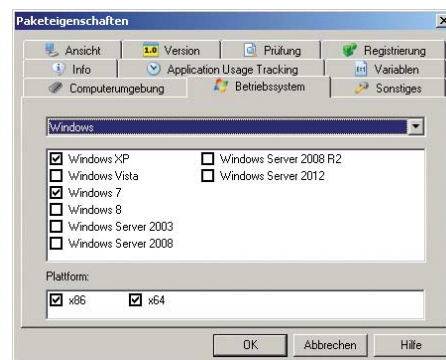 Paketeigenschaften
Ansicht 1.0 Version Prüfung Registrierung
Info Application Usage Tracking Variablen
Computerumgebung Betriebssystem Sonstiges
Windows
Windows XP Windows Server 2008 R2
Windows Vista Windows Server 2012
Windows 7
Windows 8
Windows Server 2003
Windows Server 2008
Plattform:
x86 x64
OK Abbrechen Hilfe